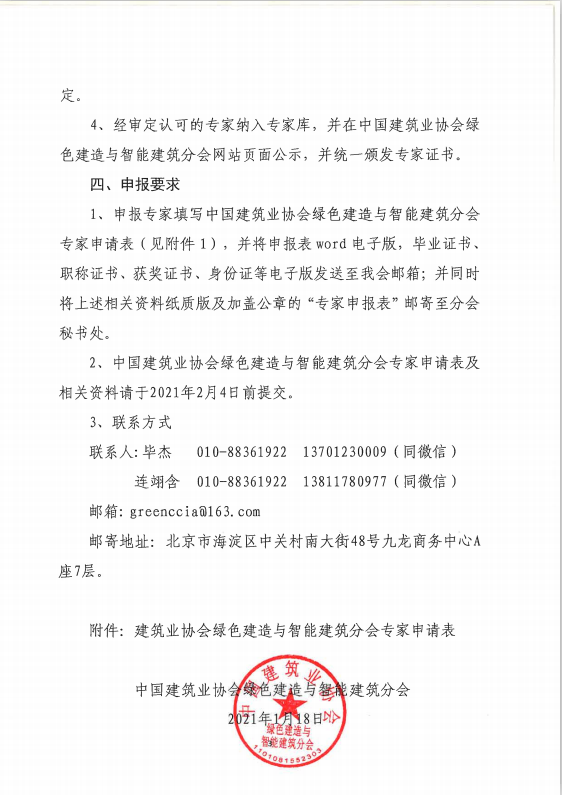 定。
4、经审定认可的专家纳入专家库，并在中国建筑业协会绿
色建造与智能建筑分会网站页面公示，并统一颁发专家证书。
四、申报要求
1、申报专家填写中国建筑业协会绿色建造与智能建筑分会
专家申请表（见附件1），并将申报表word电子版，毕业证书、
职称证书、获奖证书、身份证等电子版发送至我会邮箱；并同时
将上述相关资料纸质版及加盖公章的“专家申报表”邮寄至分会
秘书处。
2、中国建筑业协会绿色建造与智能建筑分会专家申请表及
相关资料请于2021年2月4日前提交。
3、联系方式
联系人：毕杰 010-88361922 13701230009（同微信）
连翊含 010-88361922 13811780977（同微信）
邮箱：greenccia@163.com
邮寄地址：北京市海淀区中关村南大街48号九龙商务中心A
座7层。
附件：建筑业协会绿色建造与智能建筑分会专家申请表
中国建筑业协会绿色建造与智能建筑分会
2021年1月18日
中国建筑业协会
绿色建造与
智能建筑分会
1101081552303